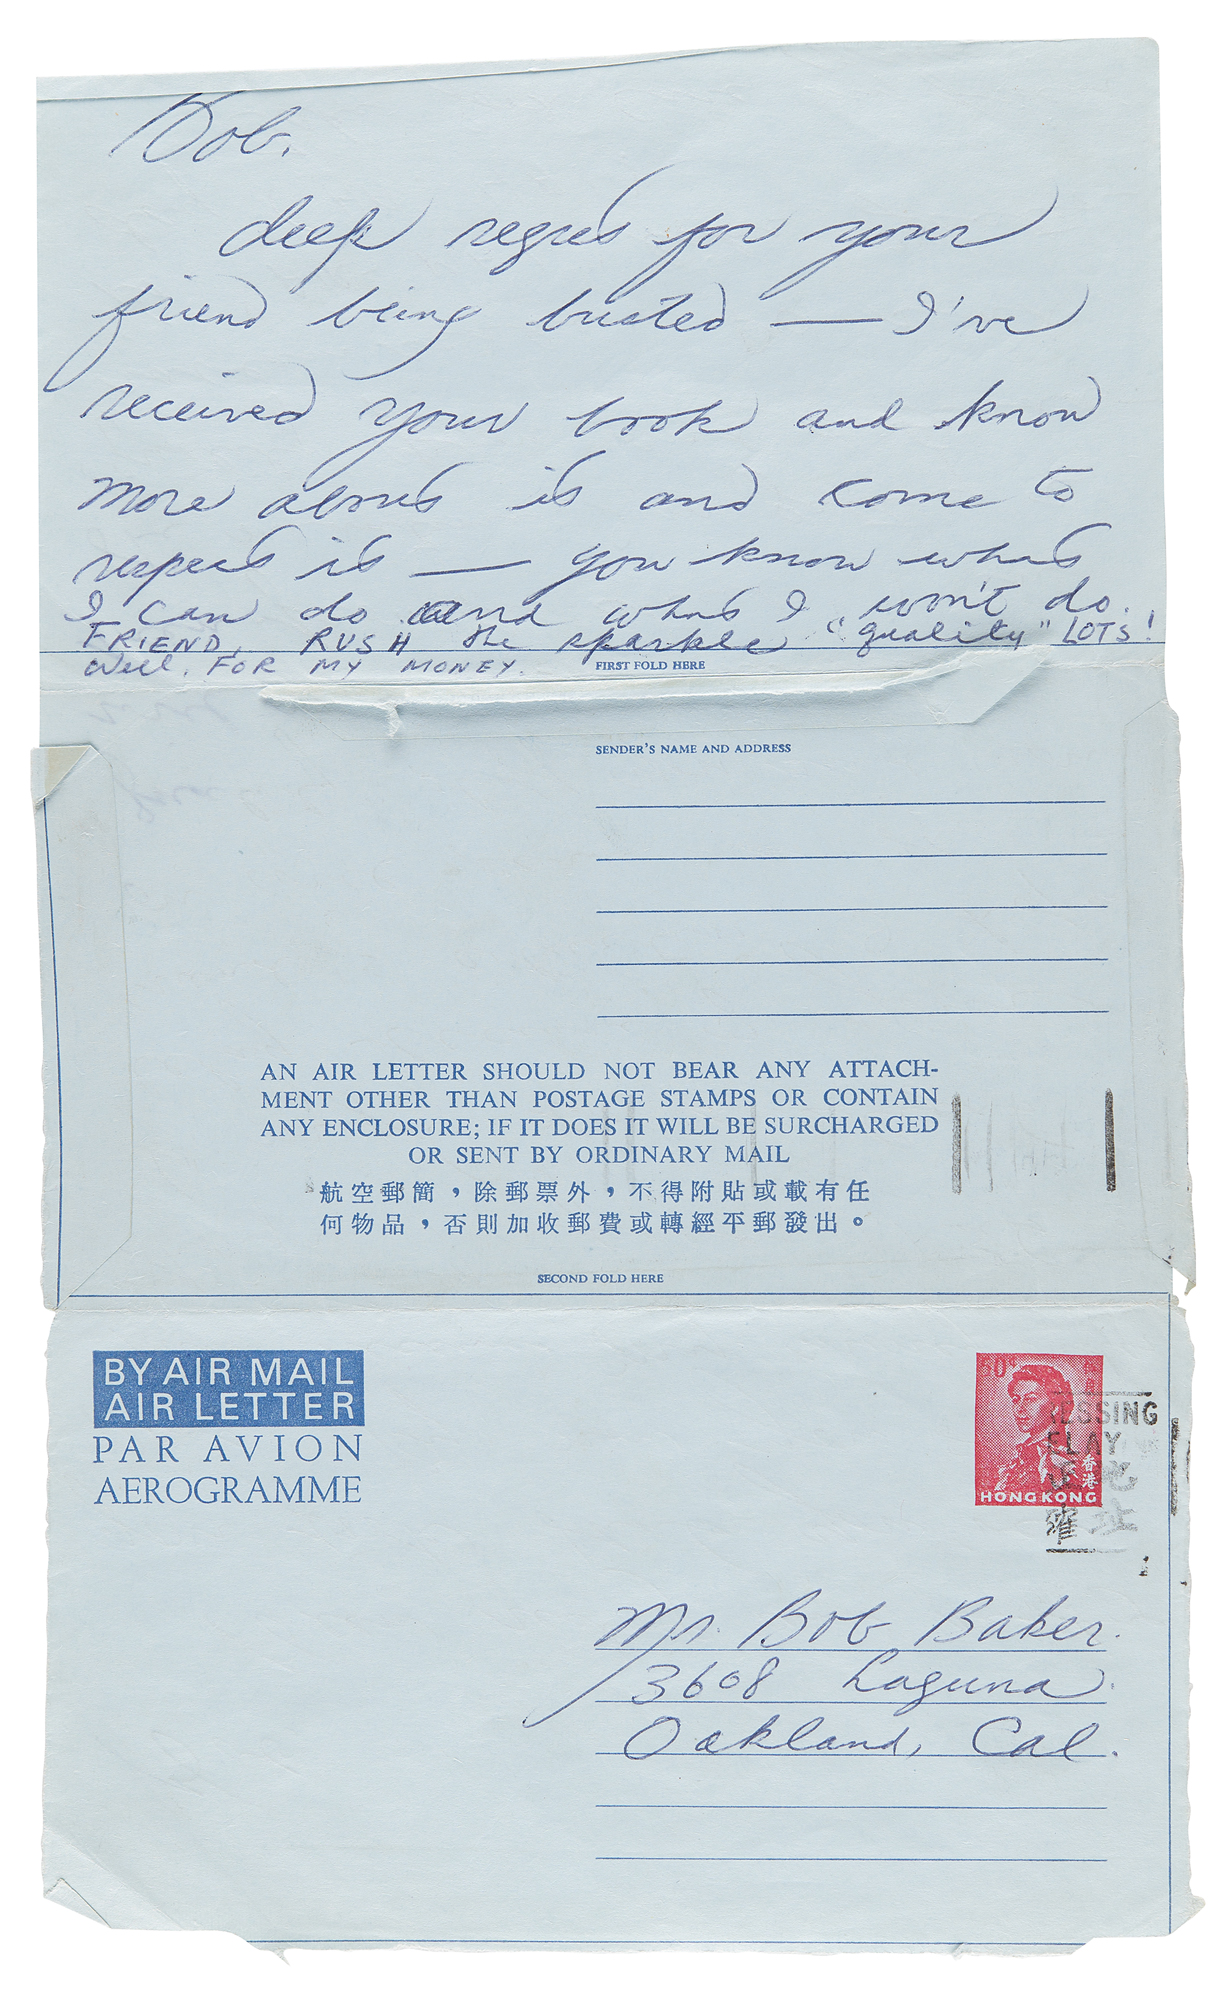 Bob.
deep regret for your
friend being busted — I've
received your book and know
more about it and come to
respect it — you know what
I can do and what I won't do.
FRIEND, RUSH the sparkle "quality" LOTS!
Well. FOR MY MONEY.
FIRST FOLD HERE
SENDER'S NAME AND ADDRESS
AN AIR LETTER SHOULD NOT BEAR ANY ATTACH-
MENT OTHER THAN POSTAGE STAMPS OR CONTAIN
ANY ENCLOSURE; IF IT DOES IT WILL BE SURCHARGED
OR SENT BY ORDINARY MAIL
航空郵簡，除郵票外，不得附貼或載有任
何物品，否則加收郵費或轉經平郵發出。
SECOND FOLD HERE
BY AIR MAIL
AIR LETTER
PAR AVION
AEROGRAMME
50
香港
HONG KONG
ESSING
ELAY
址
Mr. Bob Baker.
3608 Laguna.
Oakland, Cal.